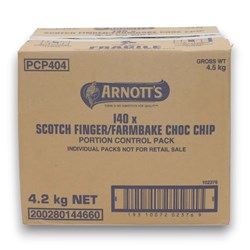 FRAGILE
PCP404
GROSS WT
4.5 kg
ARNOTT'S
140 x
SCOTCH FINGER/FARMBAKE CHOC CHIP
PORTION CONTROL PACK
INDIVIDUAL PACKS NOT FOR RETAIL SALE
4.2 kg NET
200280144660